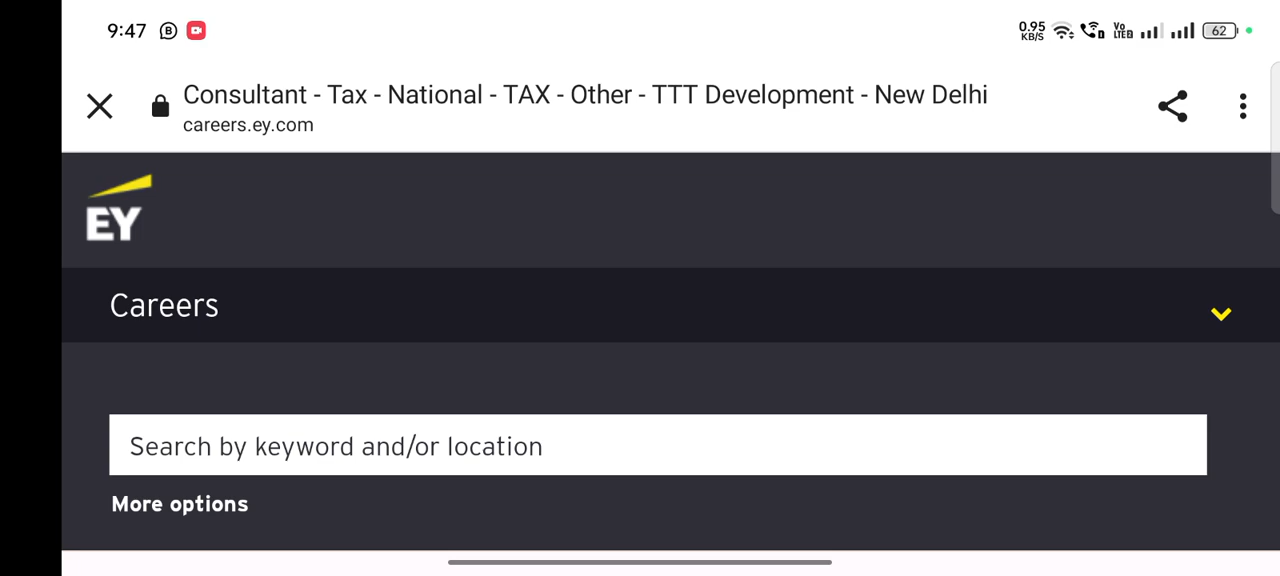 9:47
0.95
KB/S
Vo
LTE
62
Consultant - Tax - National - TAX - Other - TTT Development - New Delhi
careers.ey.com
EY
Careers
Search by keyword and/or location
More options